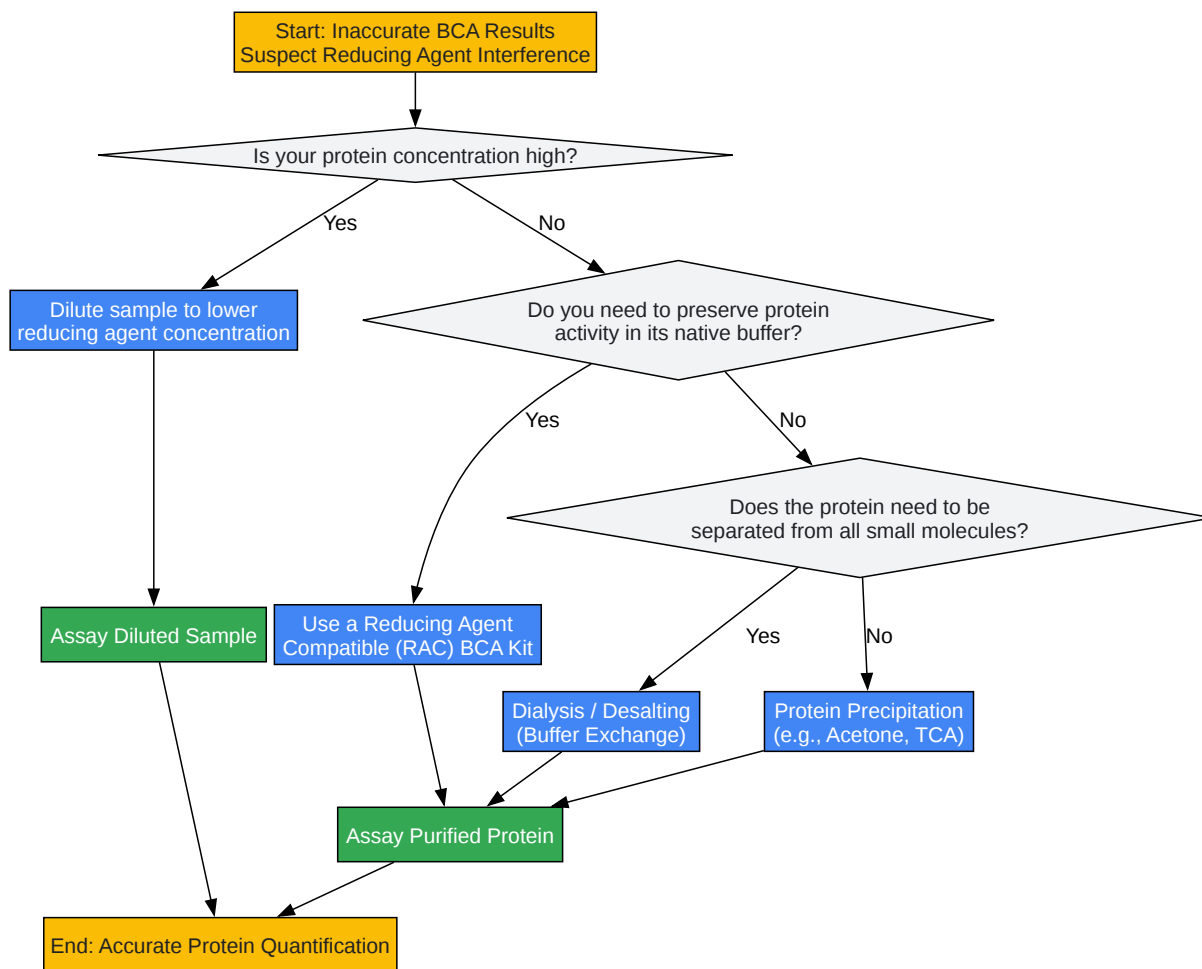 Start: Inaccurate BCA Results
Suspect Reducing Agent Interference
Is your protein concentration high?
Yes
No
Dilute sample to lower
reducing agent concentration
Do you need to preserve protein
activity in its native buffer?
Yes
No
Does the protein need to be
separated from all small molecules?
Assay Diluted Sample
Use a Reducing Agent
Compatible (RAC) BCA Kit
Yes
No
Dialysis / Desalting
(Buffer Exchange)
Protein Precipitation
(e.g., Acetone, TCA)
Assay Purified Protein
End: Accurate Protein Quantification